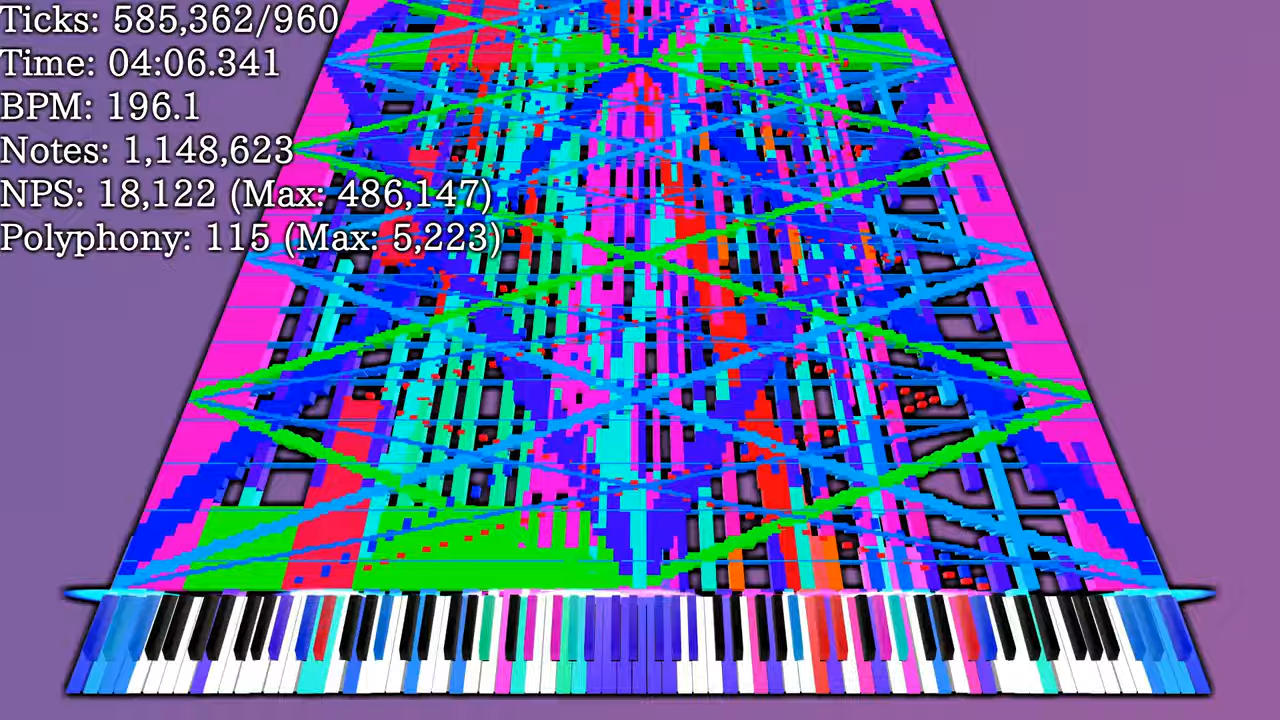 Ticks: 585,362/960
Time: 04:06.341
BPM: 196.1
Notes: 1,148,623
NPS: 18,122 (Max: 486,147)
Polyphony: 115 (Max: 5,223)